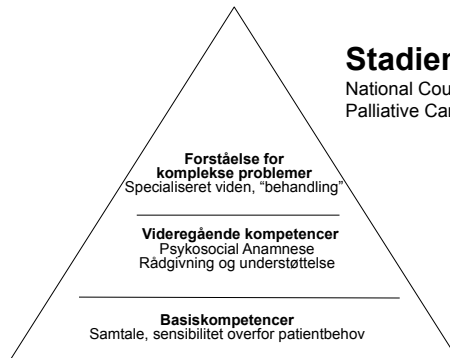 Stadier
National Cou
Palliative Car
Forståelse for
komplekse problemer
Specialiseret viden, “behandling”
Videregående kompetencer
Psykosocial Anamnese
Rådgivning og understøttelse
Basiskompetencer
Samtale, sensibilitet overfor patientbehov